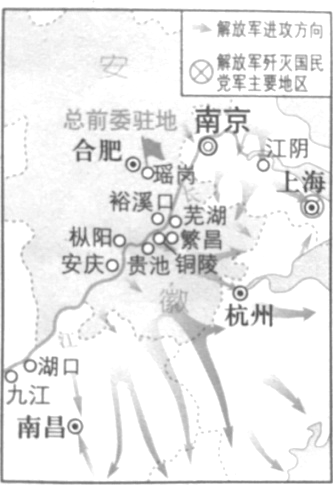 解放军进攻方向
解放军歼灭国民
党军主要地区
安
总前委驻地
南京
合肥
江阴
瑶岗
上海
裕溪口
长
芜湖
枞阳
繁昌
安庆
贵池
铜陵
徽
杭州
江
湖口
九江
南昌